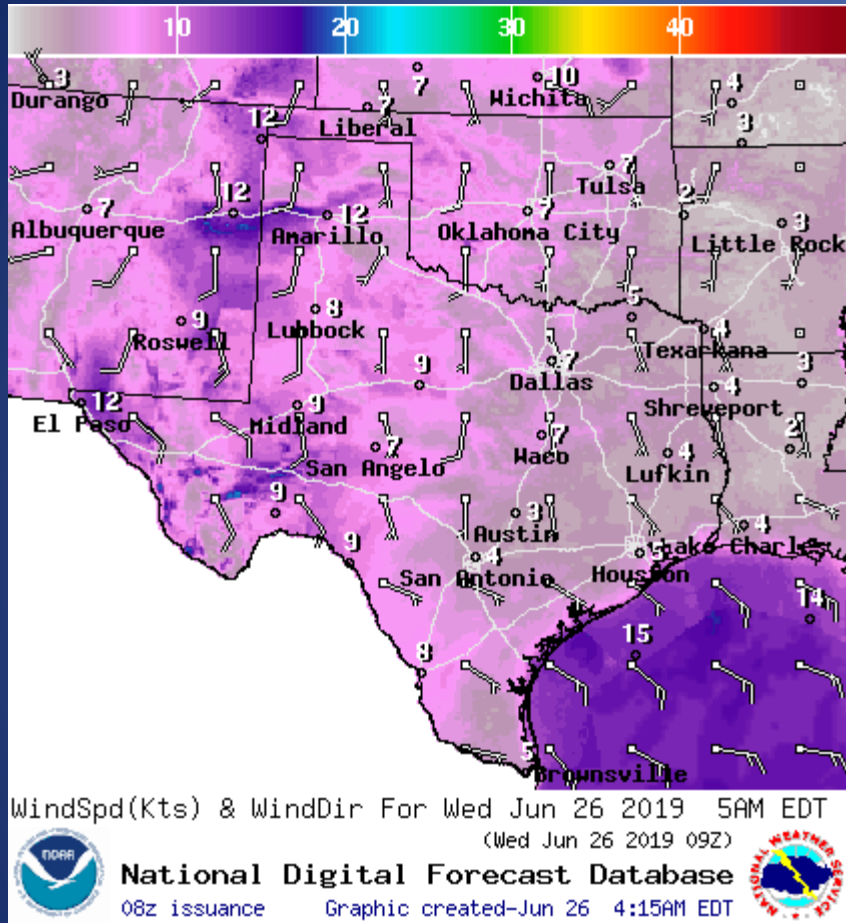 10 20 30 40
3 7 10 4
Durango Wichita
7
12 Liberal 3
7
Tulsa
7 12 12 7 2 3
Albuquerque Amarillo Oklahoma City Little Rock
9 8 5
Roswell Lubbock 4
Texarkana
7
9 Dallas 4 3
12 9 Shreveport
El Paso Midland 7 7 2
San Angelo Waco 4
Lufkin
9 3 4
Austin
9 4 5 Lake Charles
San Antonio Houston
14
15
8
5
Brownsville
WindSpd(Kts) & WindDir For Wed Jun 26 2019 5AM EDT
(Wed Jun 26 2019 09Z)
NOAA
National Digital Forecast Database
08z issuance Graphic created-Jun 26 4:15AM EDT
NATIONAL WEATHER SERVICE